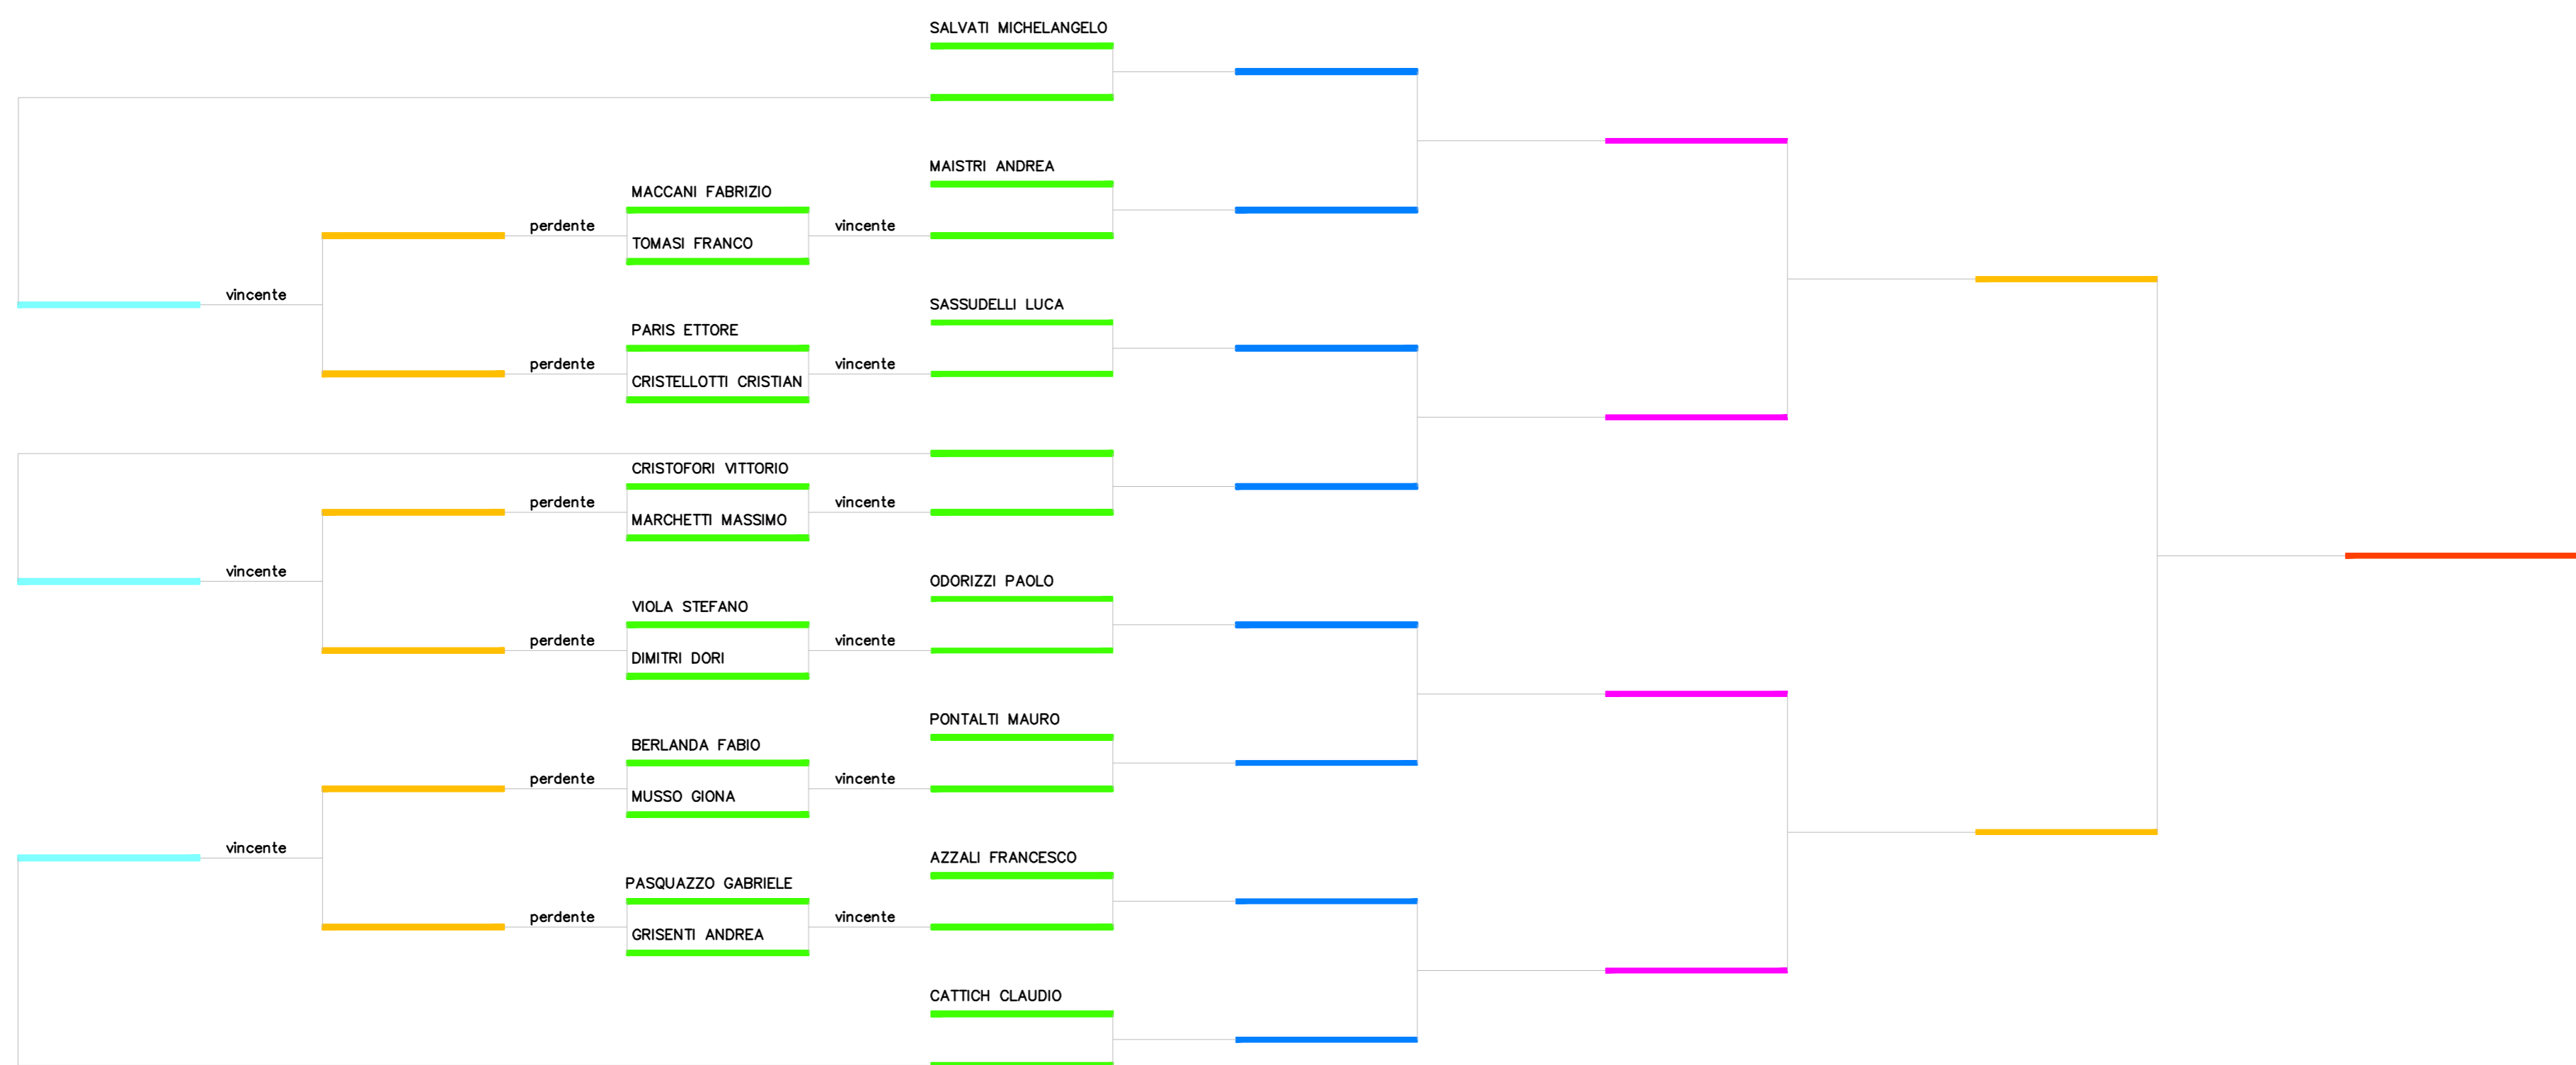 SALVATI MICHELANGELO
MAISTRI ANDREA
MACCANI FABRIZIO
perdente
vincente
TOMASI FRANCO
vincente
SASSUDELLI LUCA
PARIS ETTORE
perdente
vincente
CRISTELLOTTI CRISTIAN
CRISTOFORI VITTORIO
perdente
vincente
MARCHETTI MASSIMO
vincente
ODORIZZI PAOLO
VIOLA STEFANO
perdente
vincente
DIMITRI DORI
PONTALTI MAURO
BERLANDA FABIO
perdente
vincente
MUSSO GIONA
vincente
AZZALI FRANCESCO
PASQUAZZO GABRIELE
perdente
vincente
GRISENTI ANDREA
CATTICH CLAUDIO